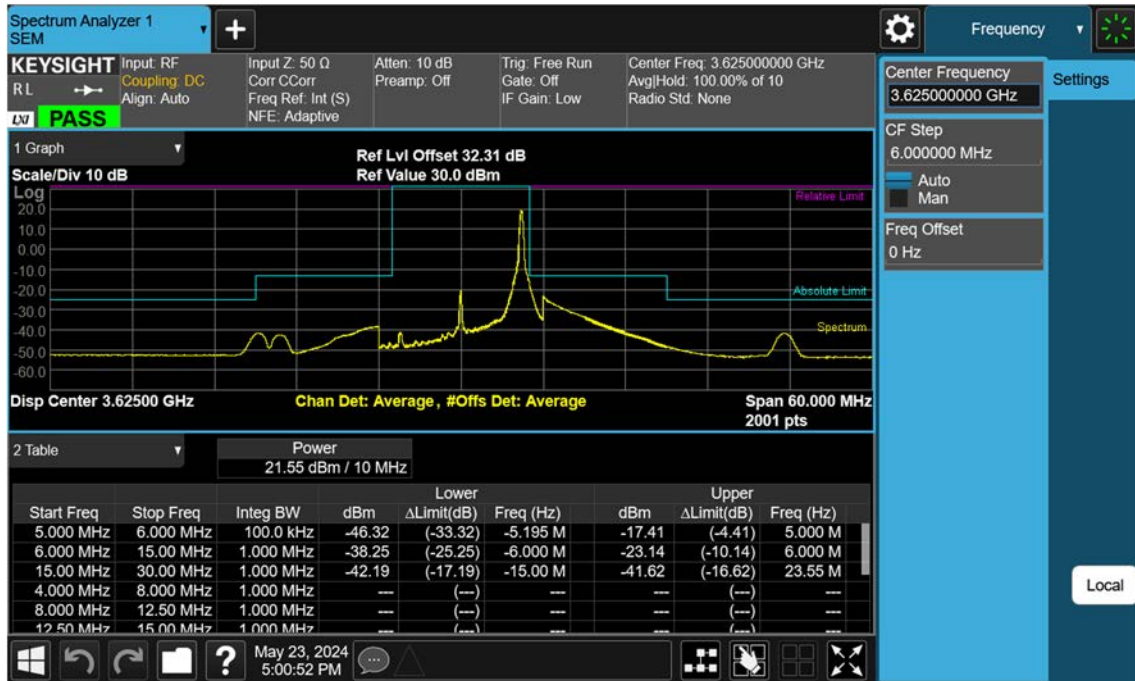 Spectrum Analyzer 1
SEM
Frequency
KEYSIGHT
R L
LXI PASS
Input: RF
Coupling: DC
Align: Auto
Input Z: 50 Ω
Corr CCorr
Freq Ref: Int (S)
NFE: Adaptive
Atten: 10 dB
Preamp: Off
Trig: Free Run
Gate: Off
IF Gain: Low
Center Freq: 3.625000000 GHz
Avg|Hold: 100.00% of 10
Radio Std: None
Center Frequency
3.625000000 GHz
Settings
CF Step
6.000000 MHz
Auto
Man
Freq Offset
0 Hz
Local
1 Graph
Ref Lvl Offset 32.31 dB
Scale/Div 10 dB
Ref Value 30.0 dBm
Log
20.0
10.0
0.00
-10.0
-20.0
-30.0
-40.0
-50.0
-60.0
Relative Limit
Absolute Limit
Spectrum
Disp Center 3.62500 GHz
Chan Det: Average, #Offs Det: Average
Span 60.000 MHz
2001 pts
2 Table
Power
21.55 dBm / 10 MHz
Lower Upper
Start Freq Stop Freq Integ BW dBm ΔLimit(dB) Freq (Hz) dBm ΔLimit(dB) Freq (Hz)
5.000 MHz 6.000 MHz 100.0 kHz -46.32 (-33.32) -5.195 M -17.41 (-4.41) 5.000 M
6.000 MHz 15.00 MHz 1.000 MHz -38.25 (-25.25) -6.000 M -23.14 (-10.14) 6.000 M
15.00 MHz 30.00 MHz 1.000 MHz -42.19 (-17.19) -15.00 M -41.62 (-16.62) 23.55 M
4.000 MHz 8.000 MHz 1.000 MHz --- (---) --- --- (---) ---
8.000 MHz 12.50 MHz 1.000 MHz --- (---) --- --- (---) ---
12.50 MHz 15.00 MHz 1.000 MHz --- (---) --- --- (---) ---
?
May 23, 2024
5:00:52 PM